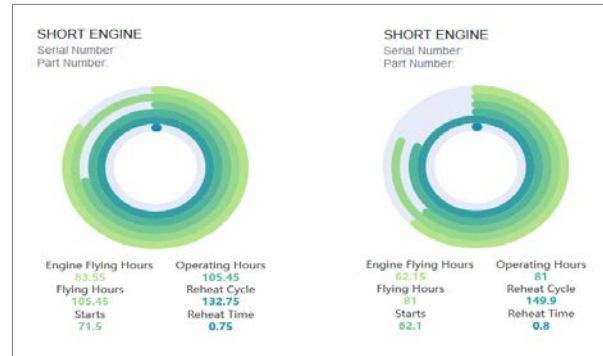 SHORT ENGINE
Serial Number:
Part Number:
Engine Flying Hours Operating Hours
83.55 105.45
Flying Hours Reheat Cycle
105.45 132.75
Starts Reheat Time
71.5 0.75
SHORT ENGINE
Serial Number:
Part Number:
Engine Flying Hours Operating Hours
62.15 81
Flying Hours Reheat Cycle
81 149.9
Starts Reheat Time
62.1 0.8